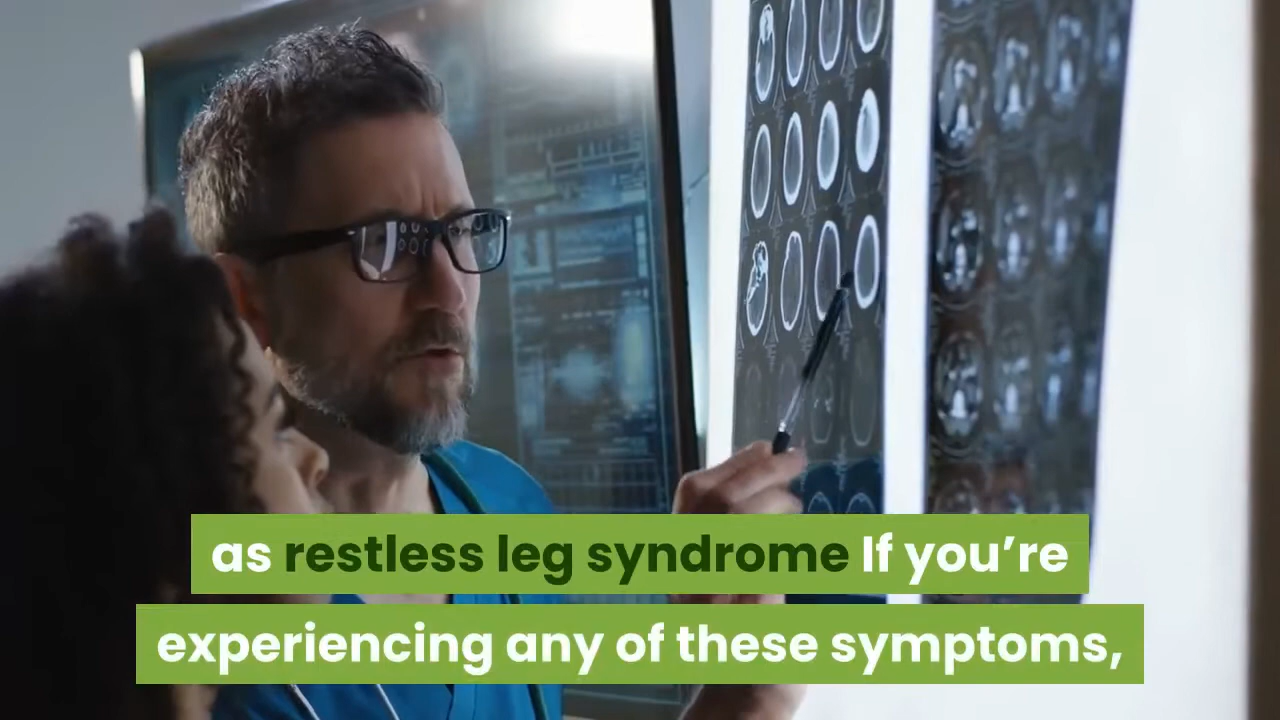 as restless leg syndrome If you’re
experiencing any of these symptoms,